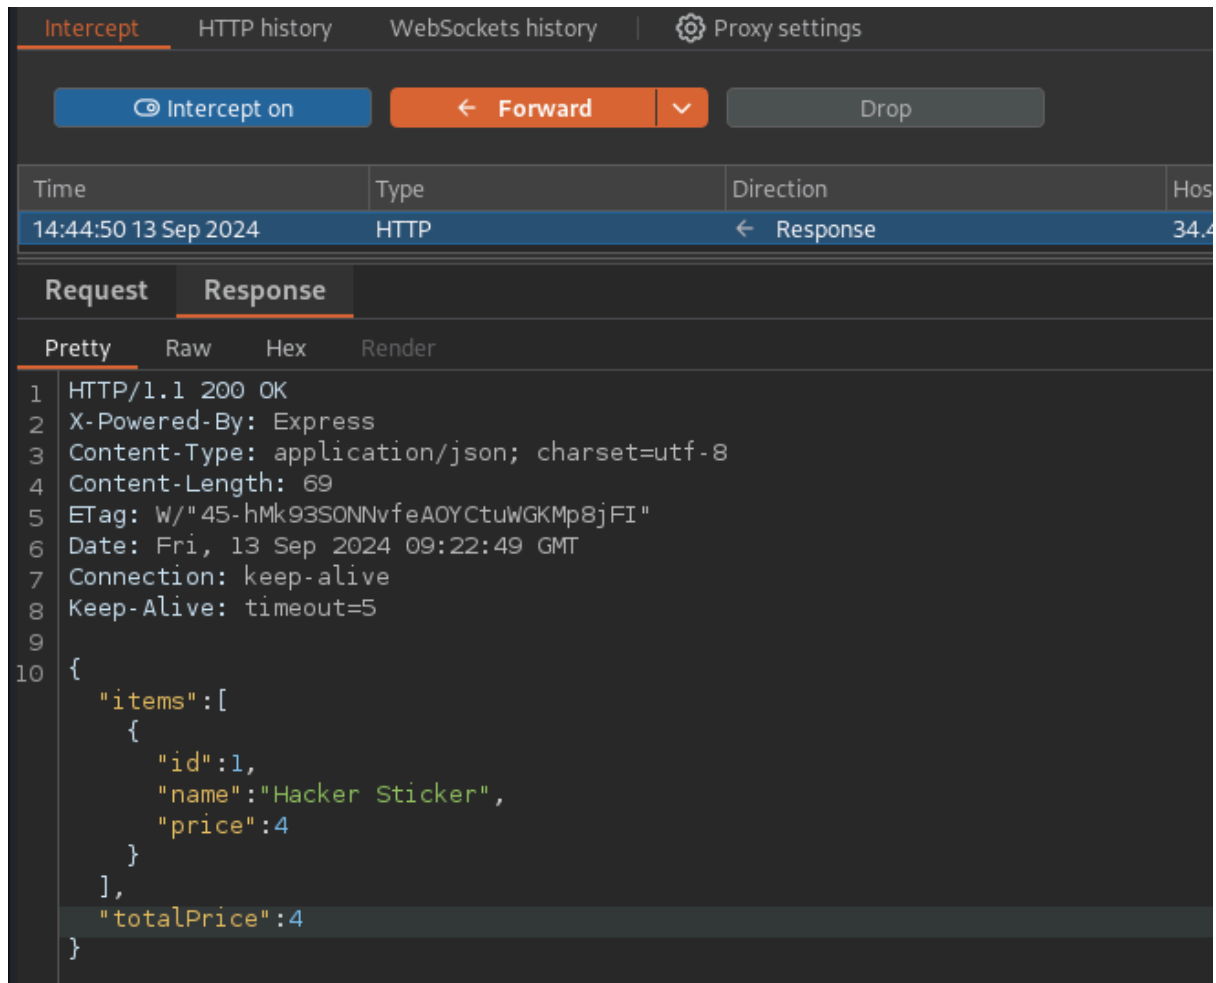 Intercept HTTP history WebSockets history Proxy settings
Intercept on Forward Drop
Time Type Direction Hos
14:44:50 13 Sep 2024 HTTP ← Response 34.4
Request Response
Pretty Raw Hex Render
1 HTTP/1.1 200 OK
2 X-Powered-By: Express
3 Content-Type: application/json; charset=utf-8
4 Content-Length: 69
5 ETag: W/"45-hMk93SONNvfeAOYCtuWGKMp8jFI"
6 Date: Fri, 13 Sep 2024 09:22:49 GMT
7 Connection: keep-alive
8 Keep-Alive: timeout=5
9
10 {
"items":[
{
"id":1,
"name":"Hacker Sticker",
"price":4
}
],
"totalPrice":4
}